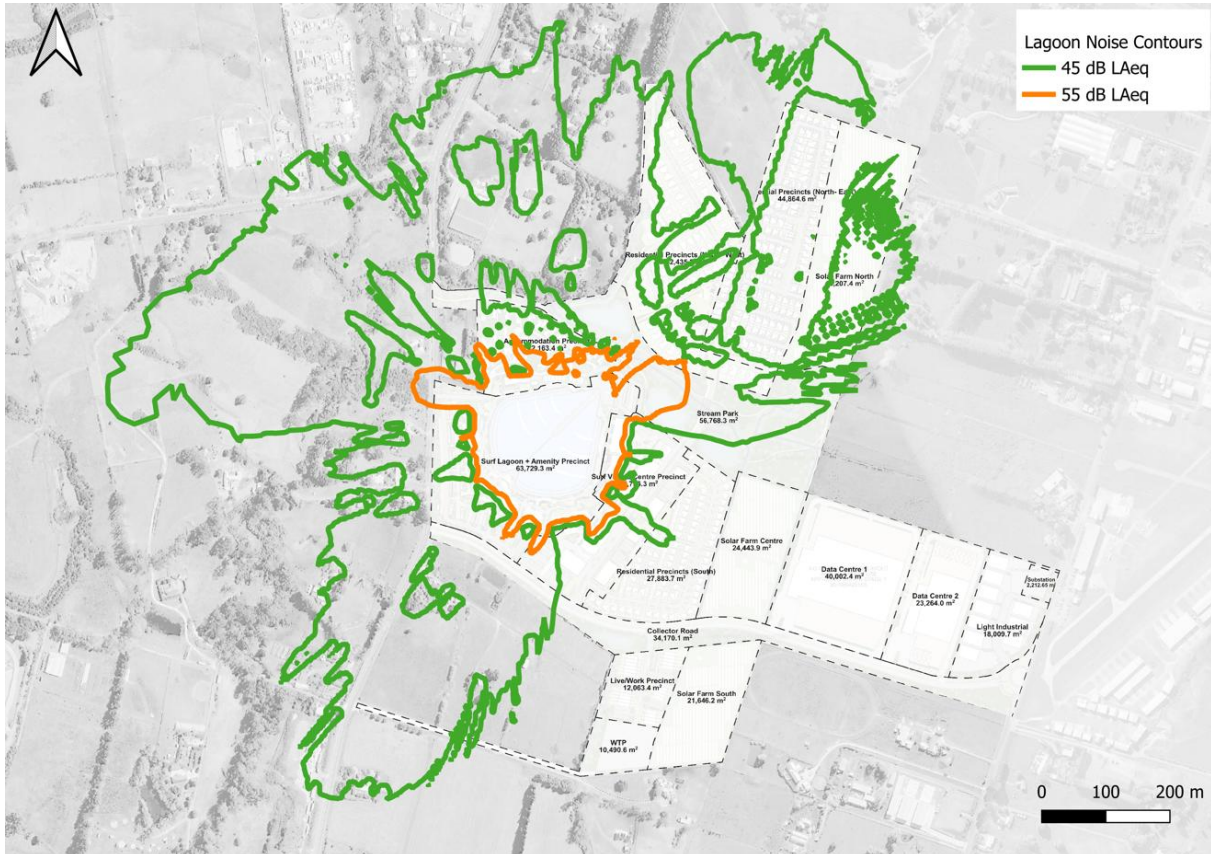 Lagoon Noise Contours
45 dB LAeq
55 dB LAeq
44,864.6 m²
Residential Precincts
Solar Farm North
Stream Park
56,768.3 m²
Surf Lagoon + Amenity Precinct
63,729.3 m²
Centre Precinct
Solar Farm Centre
24,443.9 m²
Residential Precincts (South)
27,883.7 m²
Data Centre 1
40,002.4 m²
Data Centre 2
23,264.0 m²
Substation
Light Industrial
18,009.7 m²
Collector Road
34,170.1 m²
Live/Work Precinct
12,063.4 m²
Solar Farm South
21,646.2 m²
WTP
10,490.6 m²
0 100 200 m